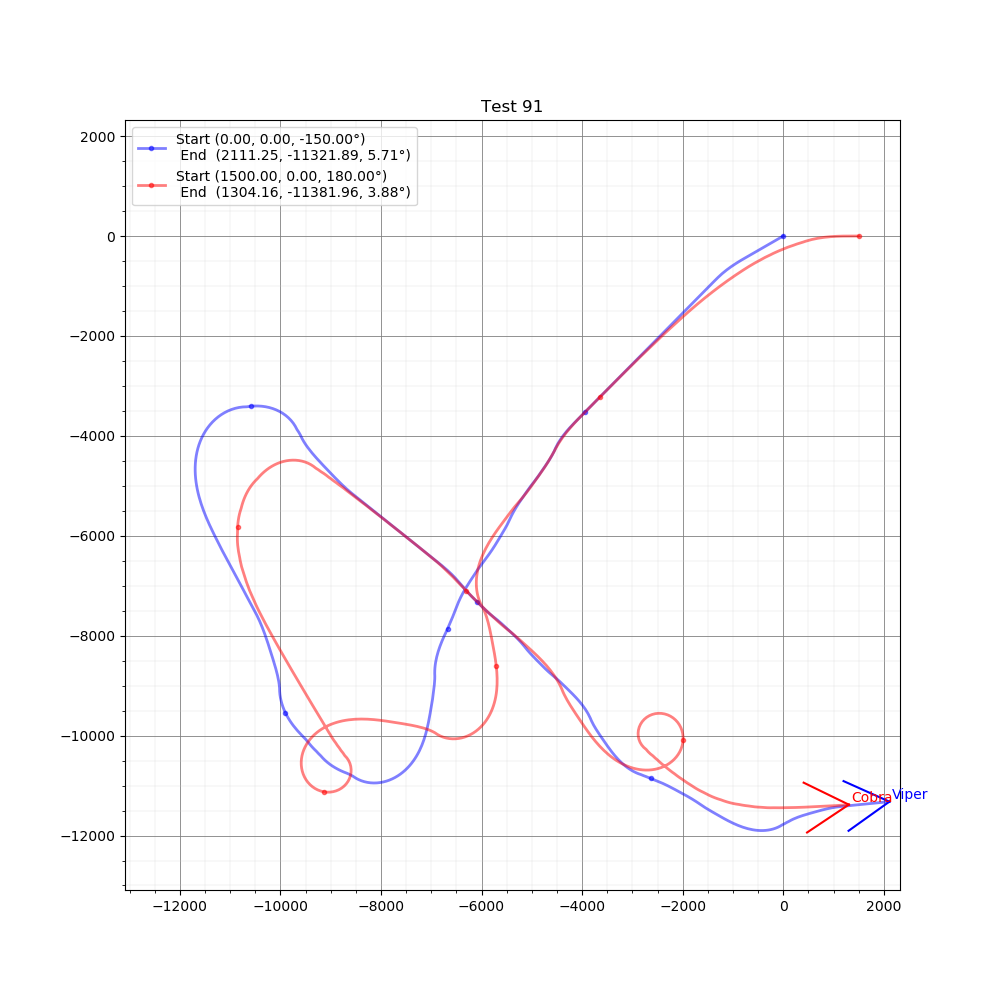 Test 91
Start (0.00, 0.00, -150.00°)
End  (2111.25, -11321.89, 5.71°)
Start (1500.00, 0.00, 180.00°)
End  (1304.16, -11381.96, 3.88°)
2000
0
−2000
−4000
−6000
−8000
−10000
−12000
Cobra
Viper
−12000 −10000 −8000 −6000 −4000 −2000 0 2000